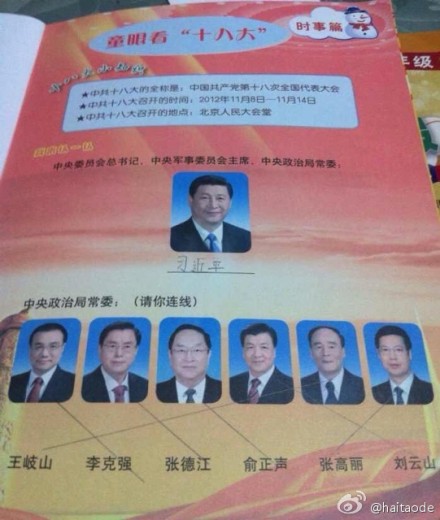 童眼看“十八大”
时事篇
★中共十八大的全称是：中国共产党第十八次全国代表大会
★中共十八大召开的时间：2012年11月8日—11月14日
★中共十八大召开的地点：北京人民大会堂
中央委员会总书记、中央军事委员会主席、中央政治局常委：
习近平
中央政治局常委：（请你连线）
王岐山 李克强 张德江 俞正声 张高丽 刘云山
年级
@haitaode